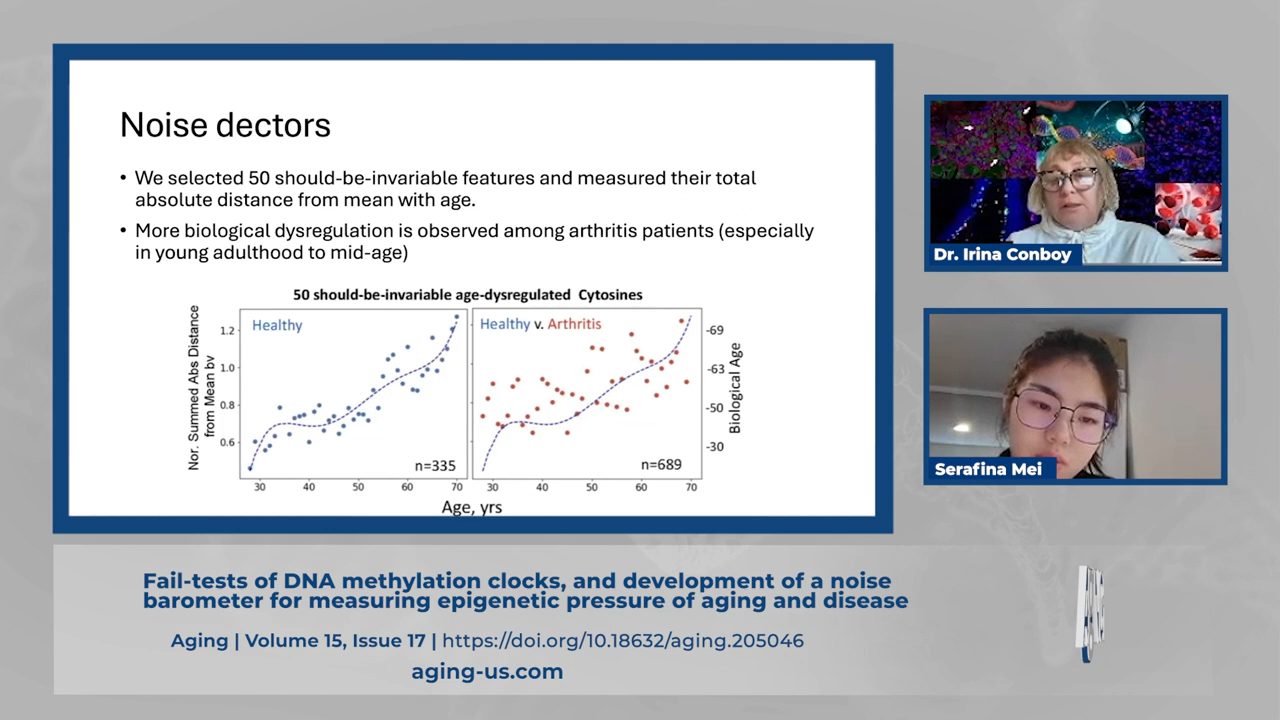 Noise dectors
• We selected 50 should-be-invariable features and measured their total
absolute distance from mean with age.
• More biological dysregulation is observed among arthritis patients (especially
in young adulthood to mid-age)
50 should-be-invariable age-dysregulated Cytosines
Nor. Summed Abs Distance
from Mean bv
1.2
1.0
0.8
0.6
Healthy
n=335
30 40 50 60 70
Healthy v. Arthritis
n=689
30 40 50 60 70
-69
-63
-50
-30
Biological Age
Age, yrs
Dr. Irina Conboy
Serafina Mei
Fail-tests of DNA methylation clocks, and development of a noise
barometer for measuring epigenetic pressure of aging and disease
Aging | Volume 15, Issue 17 | https://doi.org/10.18632/aging.205046
aging-us.com